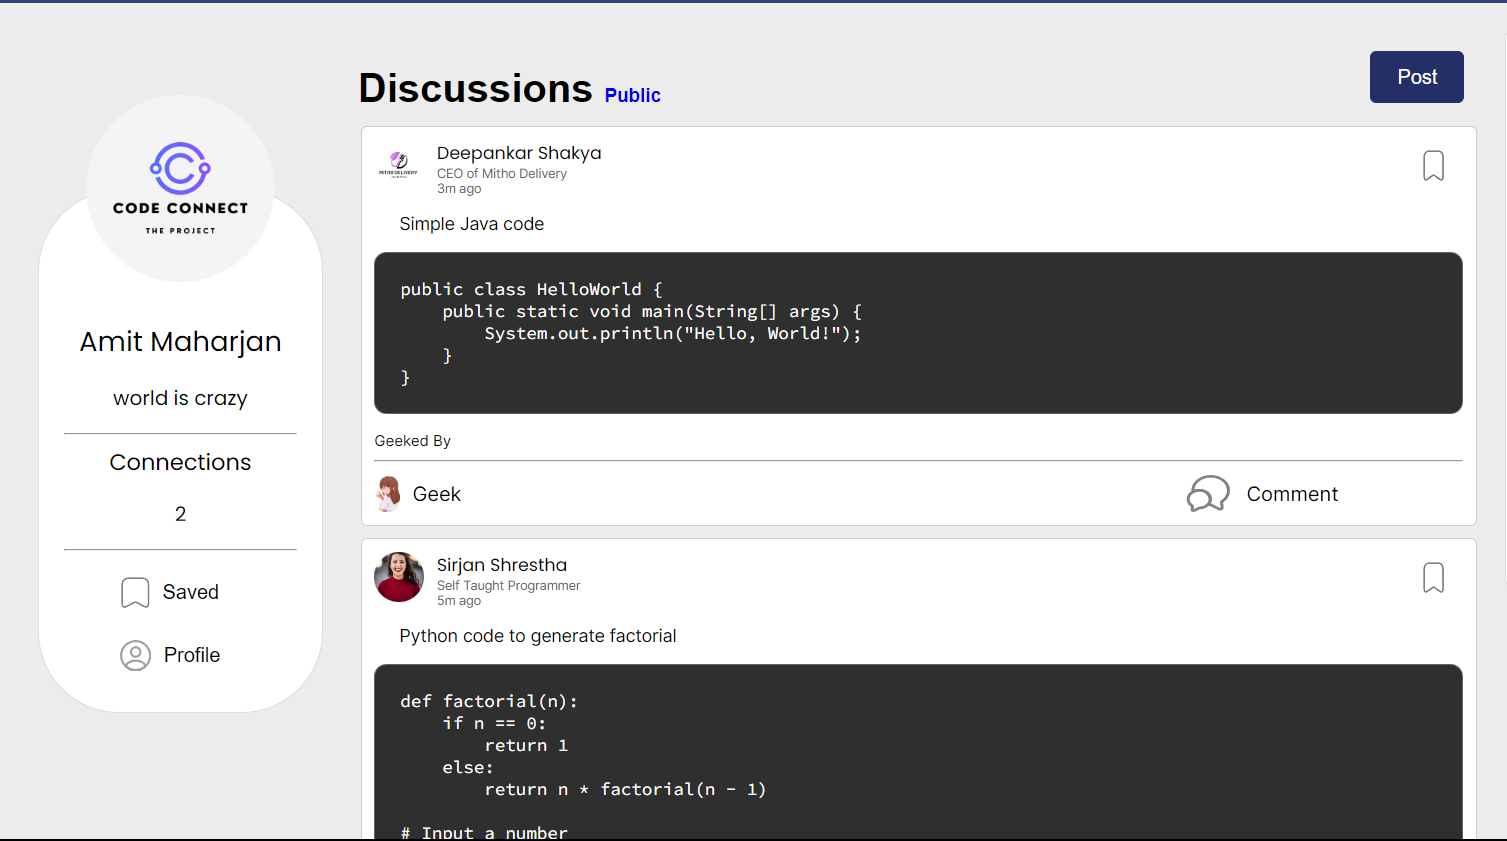 Discussions Public
Post
CODE CONNECT
THE PROJECT
Amit Maharjan
world is crazy
Connections
2
Saved
Profile
MITHO DELIVERY
Deepankar Shakya
CEO of Mitho Delivery
3m ago
Simple Java code
public class HelloWorld {
    public static void main(String[] args) {
        System.out.println("Hello, World!");
    }
}
Geeked By
Geek
Comment
Sirjan Shrestha
Self Taught Programmer
5m ago
Python code to generate factorial
def factorial(n):
    if n == 0:
        return 1
    else:
        return n * factorial(n - 1)
# Input a number